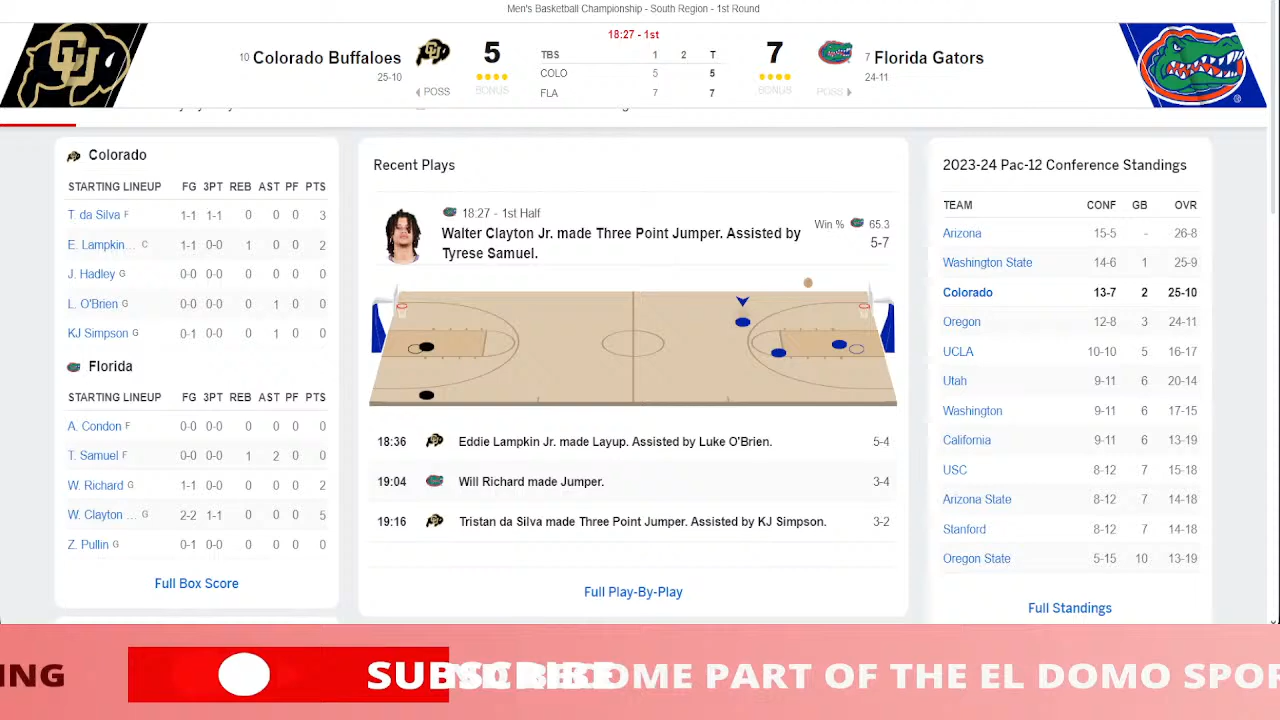 Men's Basketball Championship - South Region - 1st Round
10 Colorado Buffaloes
25-10
POSS
5
BONUS
18:27 - 1st
TBS 1 2 T
COLO 5 5
FLA 7 7
7
BONUS
POSS
7 Florida Gators
24-11
Colorado
STARTING LINEUP FG 3PT REB AST PF PTS
T. da Silva F 1-1 1-1 0 0 0 3
E. Lampkin... C 1-1 0-0 1 0 0 2
J. Hadley G 0-0 0-0 0 0 0 0
L. O'Brien G 0-0 0-0 0 1 0 0
KJ Simpson G 0-1 0-0 0 1 0 0
Florida
STARTING LINEUP FG 3PT REB AST PF PTS
A. Condon F 0-0 0-0 0 0 0 0
T. Samuel F 0-0 0-0 1 2 0 0
W. Richard G 1-1 0-0 0 0 0 2
W. Clayton ... G 2-2 1-1 0 0 0 5
Z. Pullin G 0-1 0-0 0 0 0 0
Full Box Score
Recent Plays
18:27 - 1st Half
Walter Clayton Jr. made Three Point Jumper. Assisted by
Tyrese Samuel.
Win % 65.3
5-7
18:36 Eddie Lampkin Jr. made Layup. Assisted by Luke O'Brien. 5-4
19:04 Will Richard made Jumper. 3-4
19:16 Tristan da Silva made Three Point Jumper. Assisted by KJ Simpson. 3-2
Full Play-By-Play
2023-24 Pac-12 Conference Standings
TEAM CONF GB OVR
Arizona 15-5 - 26-8
Washington State 14-6 1 25-9
Colorado 13-7 2 25-10
Oregon 12-8 3 24-11
UCLA 10-10 5 16-17
Utah 9-11 6 20-14
Washington 9-11 6 17-15
California 9-11 6 13-19
USC 8-12 7 15-18
Arizona State 8-12 7 14-18
Stanford 8-12 7 14-18
Oregon State 5-15 10 13-19
Full Standings
ING SUBSCRIBE BECOME PART OF THE EL DOMO SPOR